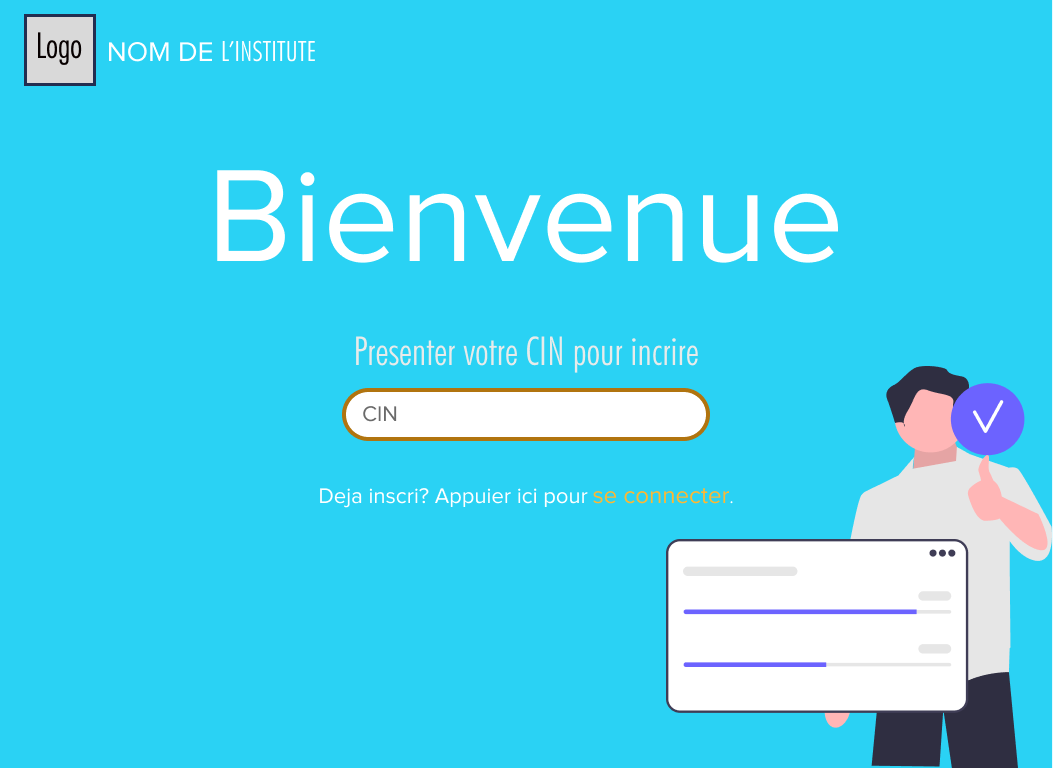 Logo
NOM DE L'INSTITUTE
Bienvenue
Presenter votre CIN pour incrire
CIN
Deja inscri? Appuier ici pour se connecter.